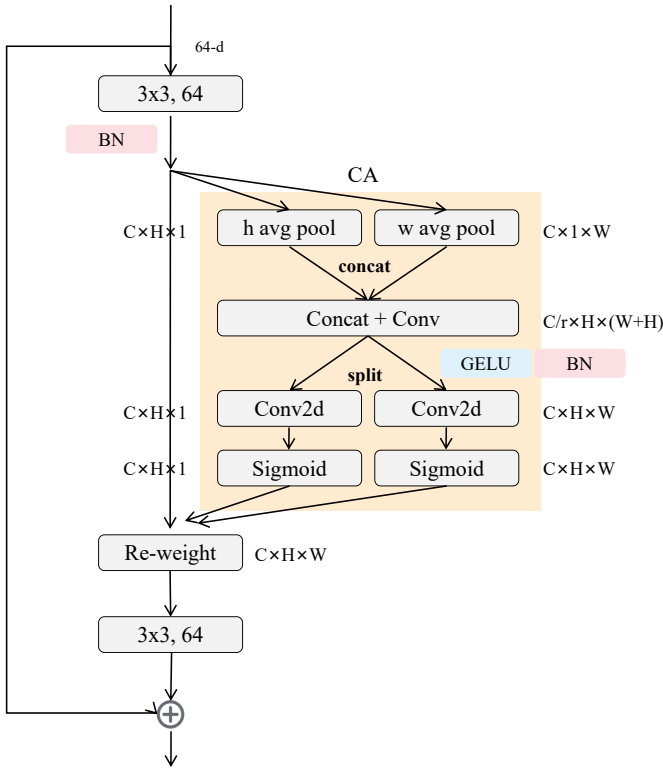 64-d
3x3, 64
BN
CA
C×H×1
h avg pool
w avg pool
C×1×W
concat
Concat + Conv
C/r×H×(W+H)
GELU
BN
split
C×H×1
Conv2d
Conv2d
C×H×W
C×H×1
Sigmoid
Sigmoid
C×H×W
Re-weight
C×H×W
3x3, 64